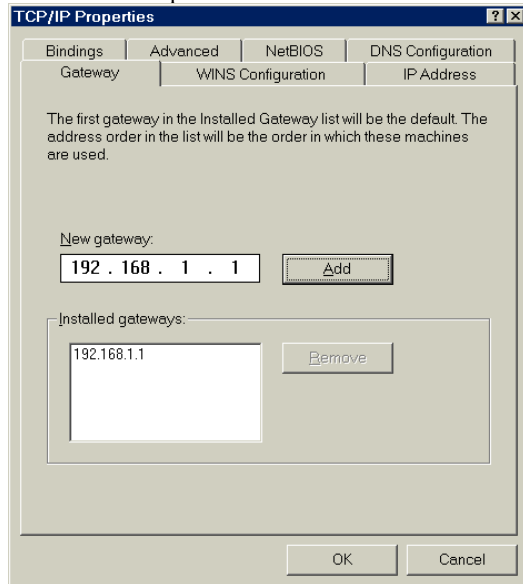 TCP/IP Properties
Bindings Advanced NetBIOS DNS Configuration
Gateway WINS Configuration IP Address
The first gateway in the Installed Gateway list will be the default. The
address order in the list will be the order in which these machines
are used.
New gateway:
192 . 168 . 1 . 1 Add
Installed gateways:
192.168.1.1 Remove
OK Cancel